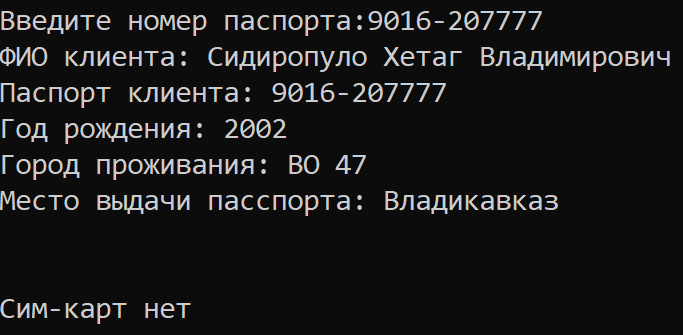 Введите номер паспорта:9016-207777
ФИО клиента: Сидиропуло Хетаг Владимирович
Паспорт клиента: 9016-207777
Год рождения: 2002
Город проживания: ВО 47
Место выдачи пасспорта: Владикавказ
Сим-карт нет